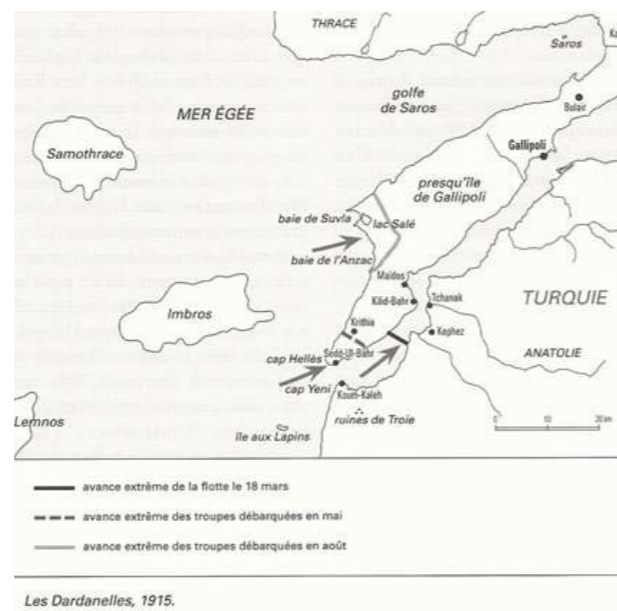 THRACE
Saros
golfe
de Saros
Bulair
MER ÉGÉE
Gallipoli
Samothrace
presqu'île
de Gallipoli
baie de Suvla
lac Salé
baie de l'Anzac
Maïdos
Kilid-Bahr
Tchanak
TURQUIE
Imbros
Krithia
Kephez
Sedd-Ul-Bahr
ANATOLIE
cap Hellès
cap Yeni
Koum-Kaleh
Lemnos
île aux Lapins
ruines de Troie
0 10 20 km
avance extrême de la flotte le 18 mars
avance extrême des troupes débarquées en mai
avance extrême des troupes débarquées en août
Les Dardanelles, 1915.